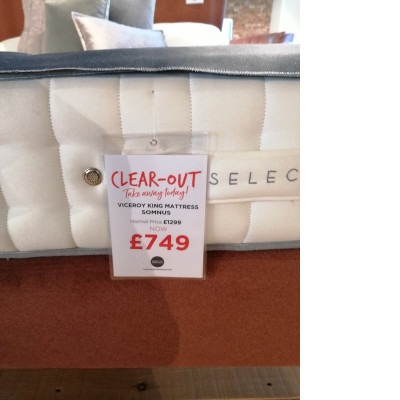 CLEAR-OUT
Take away today!
VICEROY KING MATTRESS
SOMNUS
Normal Price £1299
NOW
£749
SELEC